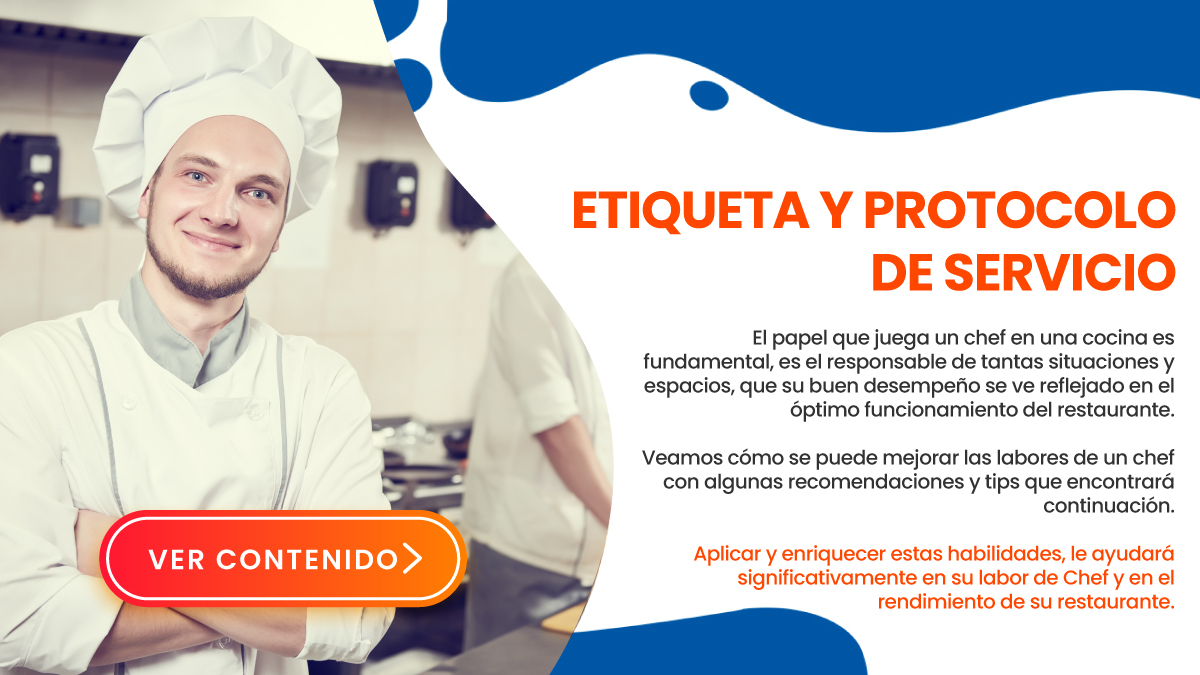 ETIQUETA Y PROTOCOLO
DE SERVICIO
El papel que juega un chef en una cocina es
fundamental, es el responsable de tantas situaciones y
espacios, que su buen desempeño se ve reflejado en el
óptimo funcionamiento del restaurante.
Veamos cómo se puede mejorar las labores de un chef
con algunas recomendaciones y tips que encontrará
continuación.
Aplicar y enriquecer estas habilidades, le ayudará
significativamente en su labor de Chef y en el
rendimiento de su restaurante.
VER CONTENIDO